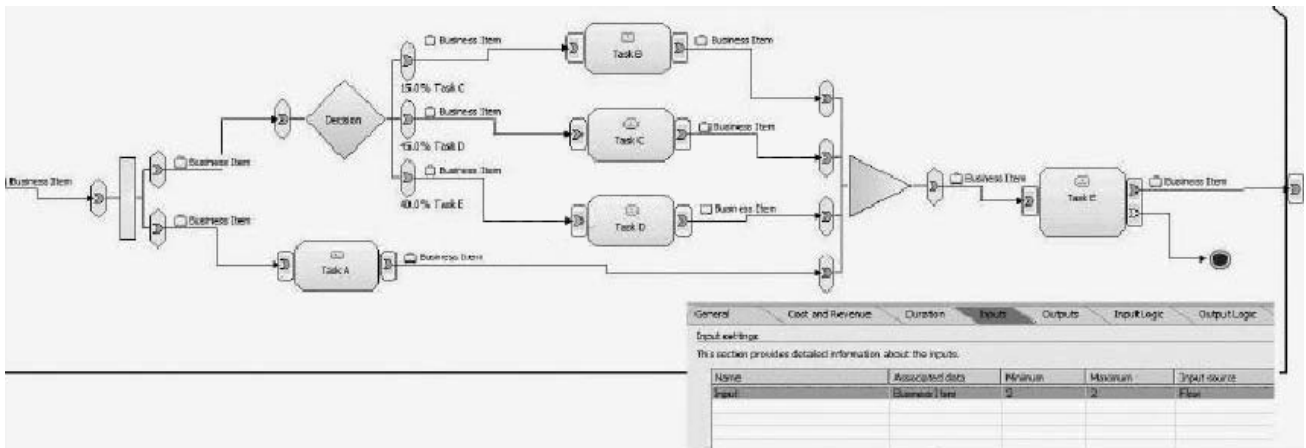 Business Item
Business Item
Business Item
Decision
Business Item
15.0% Task C
Business Item
15.0% Task D
Business Item
40.0% Task E
Task A
Business Item
Task B
Business Item
Task C
Business Item
Task D
Business Item
Business Item
Task E
Business Item
General Cost and Revenue Duration Inputs Outputs Input Logic Output Logic
Input settings
This section provides detailed information about the inputs.
Name Associated data Minimum Maximum Input source
Input Business Item 2 Flow